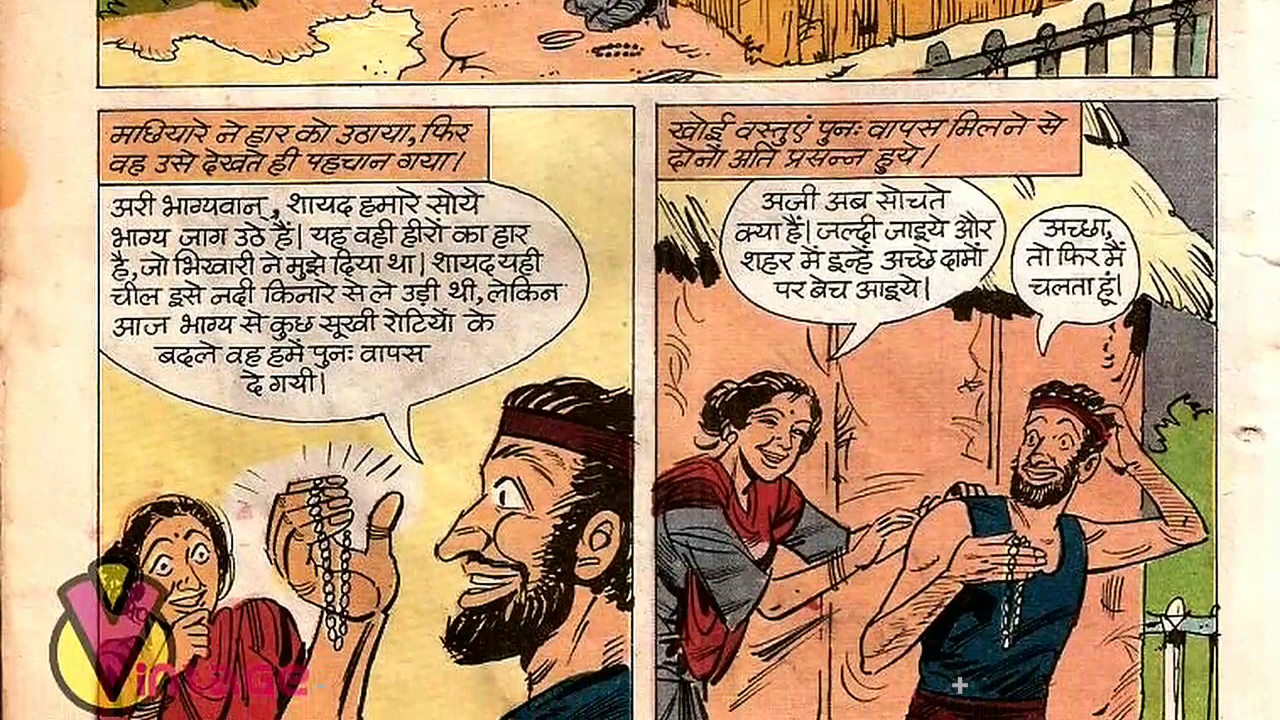 मछियारे ने हार को उठाया, फिर
वह उसे देखते ही पहचान गया।
अरी भाग्यवान, शायद हमारे सोये
भाग्य जाग उठे हैं। यह वही हीरों का हार
है, जो भिखारी ने मुझे दिया था। शायद यही
चील इसे नदी किनारे से ले उड़ी थी, लेकिन
आज भाग्य से कुछ सूखी रोटियों के
बदले वह हमें पुनः वापस
दे गयी।
खोई वस्तुएं पुनः वापस मिलने से
दोनों अति प्रसन्न हुये।
अजी अब सोचते
क्या हैं। जल्दी जाइये और
शहर में इन्हें अच्छे दामों
पर बेच आइये।
अच्छा,
तो फिर मैं
चलता हूं।
Vintage